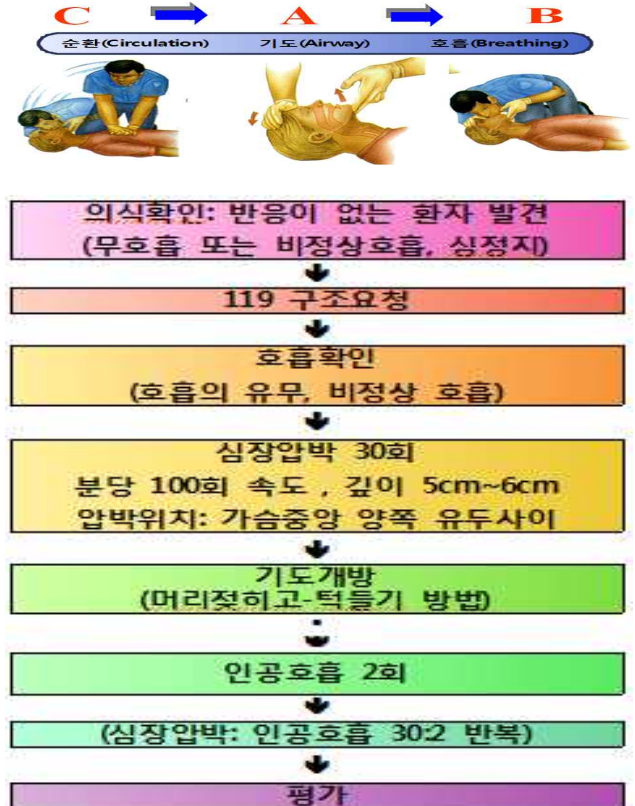 C A B
순환(Circulation) 기도(Airway) 호흡(Breathing)
의식확인: 반응이 없는 환자 발견
(무호흡 또는 비정상호흡, 심정지)
119 구조요청
호흡확인
(호흡의 유무, 비정상 호흡)
심장압박 30회
분당 100회 속도 , 깊이 5cm~6cm
압박위치: 가슴중앙 양쪽 유두사이
기도개방
(머리젖히고-턱들기 방법)
인공호흡 2회
(심장압박: 인공호흡 30:2 반복)
평가